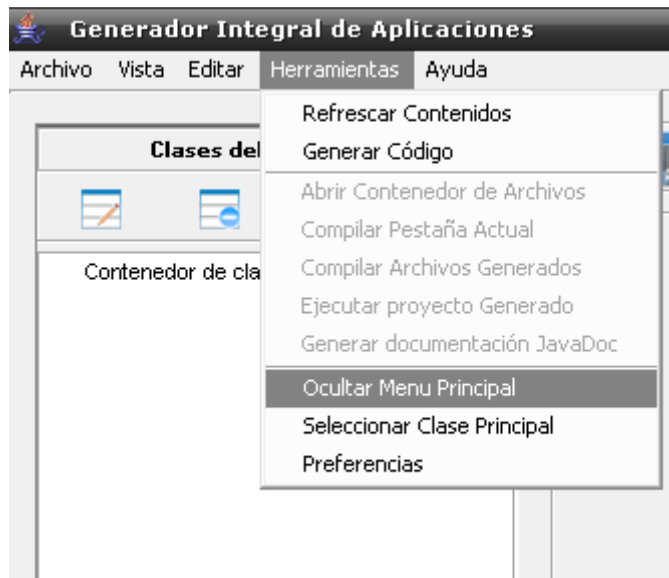 Generador Integral de Aplicaciones
Archivo Vista Editar Herramientas Ayuda
Refrescar Contenidos
Clases del
Generar Código
Abrir Contenedor de Archivos
Compilar Pestaña Actual
Contenedor de cla
Compilar Archivos Generados
Ejecutar proyecto Generado
Generar documentación JavaDoc
Ocultar Menu Principal
Seleccionar Clase Principal
Preferencias